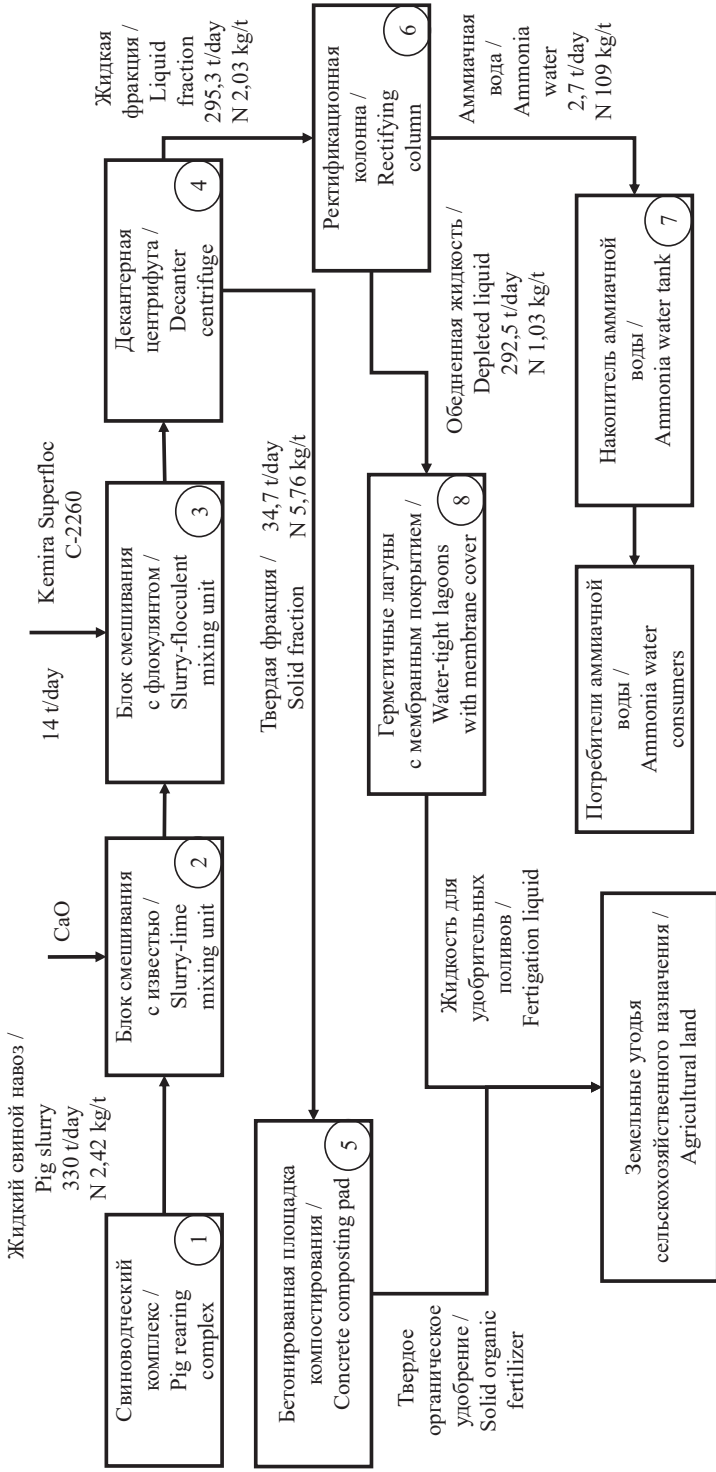 Жидкий свиной навоз /
Pig slurry
330 t/day
N 2,42 kg/t
Свиноводческий
комплекс /
Pig rearing
complex
1
CaO
Блок смешивания
с известью /
Slurry-lime
mixing unit
2
14 t/day
Kemira Superfloc
C-2260
Блок смешивания
с флокулянтом /
Slurry-flocculent
mixing unit
3
Декантерная
центрифуга /
Decanter
centrifuge
4
Жидкая
фракция /
Liquid
fraction
295,3 t/day
N 2,03 kg/t
Твердая фракция /
Solid fraction
34,7 t/day
N 5,76 kg/t
Бетонированная площадка
компостирования /
Concrete composting pad
5
Ректификационная
колонна /
Rectifying
column
6
Обедненная жидкость /
Depleted liquid
292,5 t/day
N 1,03 kg/t
Аммиачная
вода /
Ammonia
water
2,7 t/day
N 109 kg/t
Герметичные лагуны
с мембранным покрытием /
Water-tight lagoons
with membrane cover
8
Твердое
органическое
удобрение /
Solid organic
fertilizer
Жидкость для
удобрительных
поливов /
Fertigation liquid
Земельные угодья
сельскохозяйственного назначения /
Agricultural land
Потребители аммиачной
воды /
Ammonia water
consumers
Накопитель аммиачной
воды /
Ammonia water tank
7